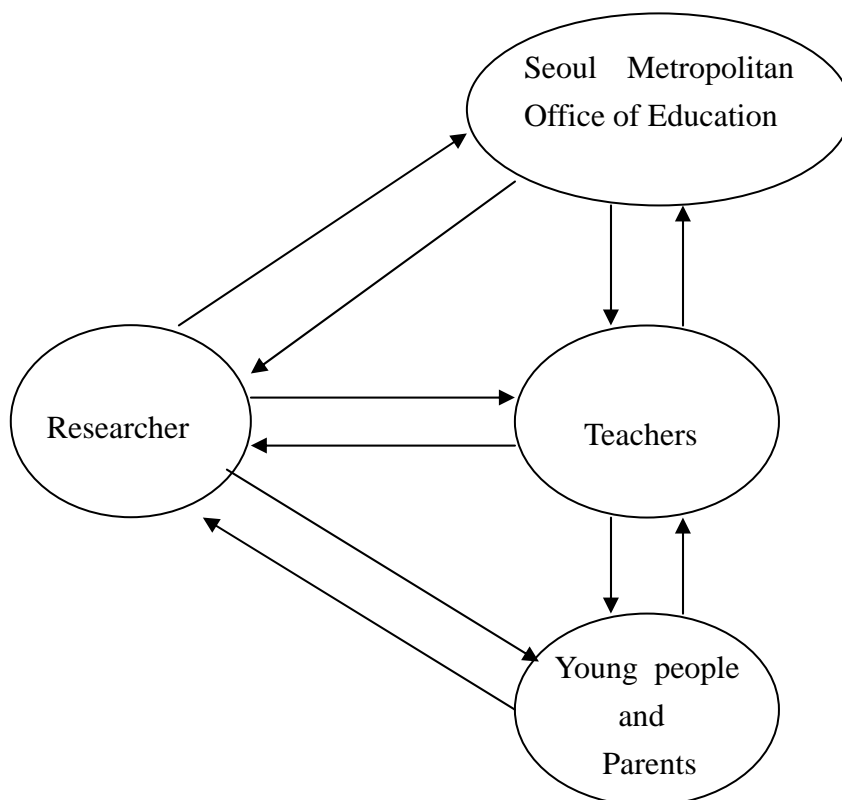 Seoul Metropolitan
Office of Education
Researcher
Teachers
Young people
and
Parents